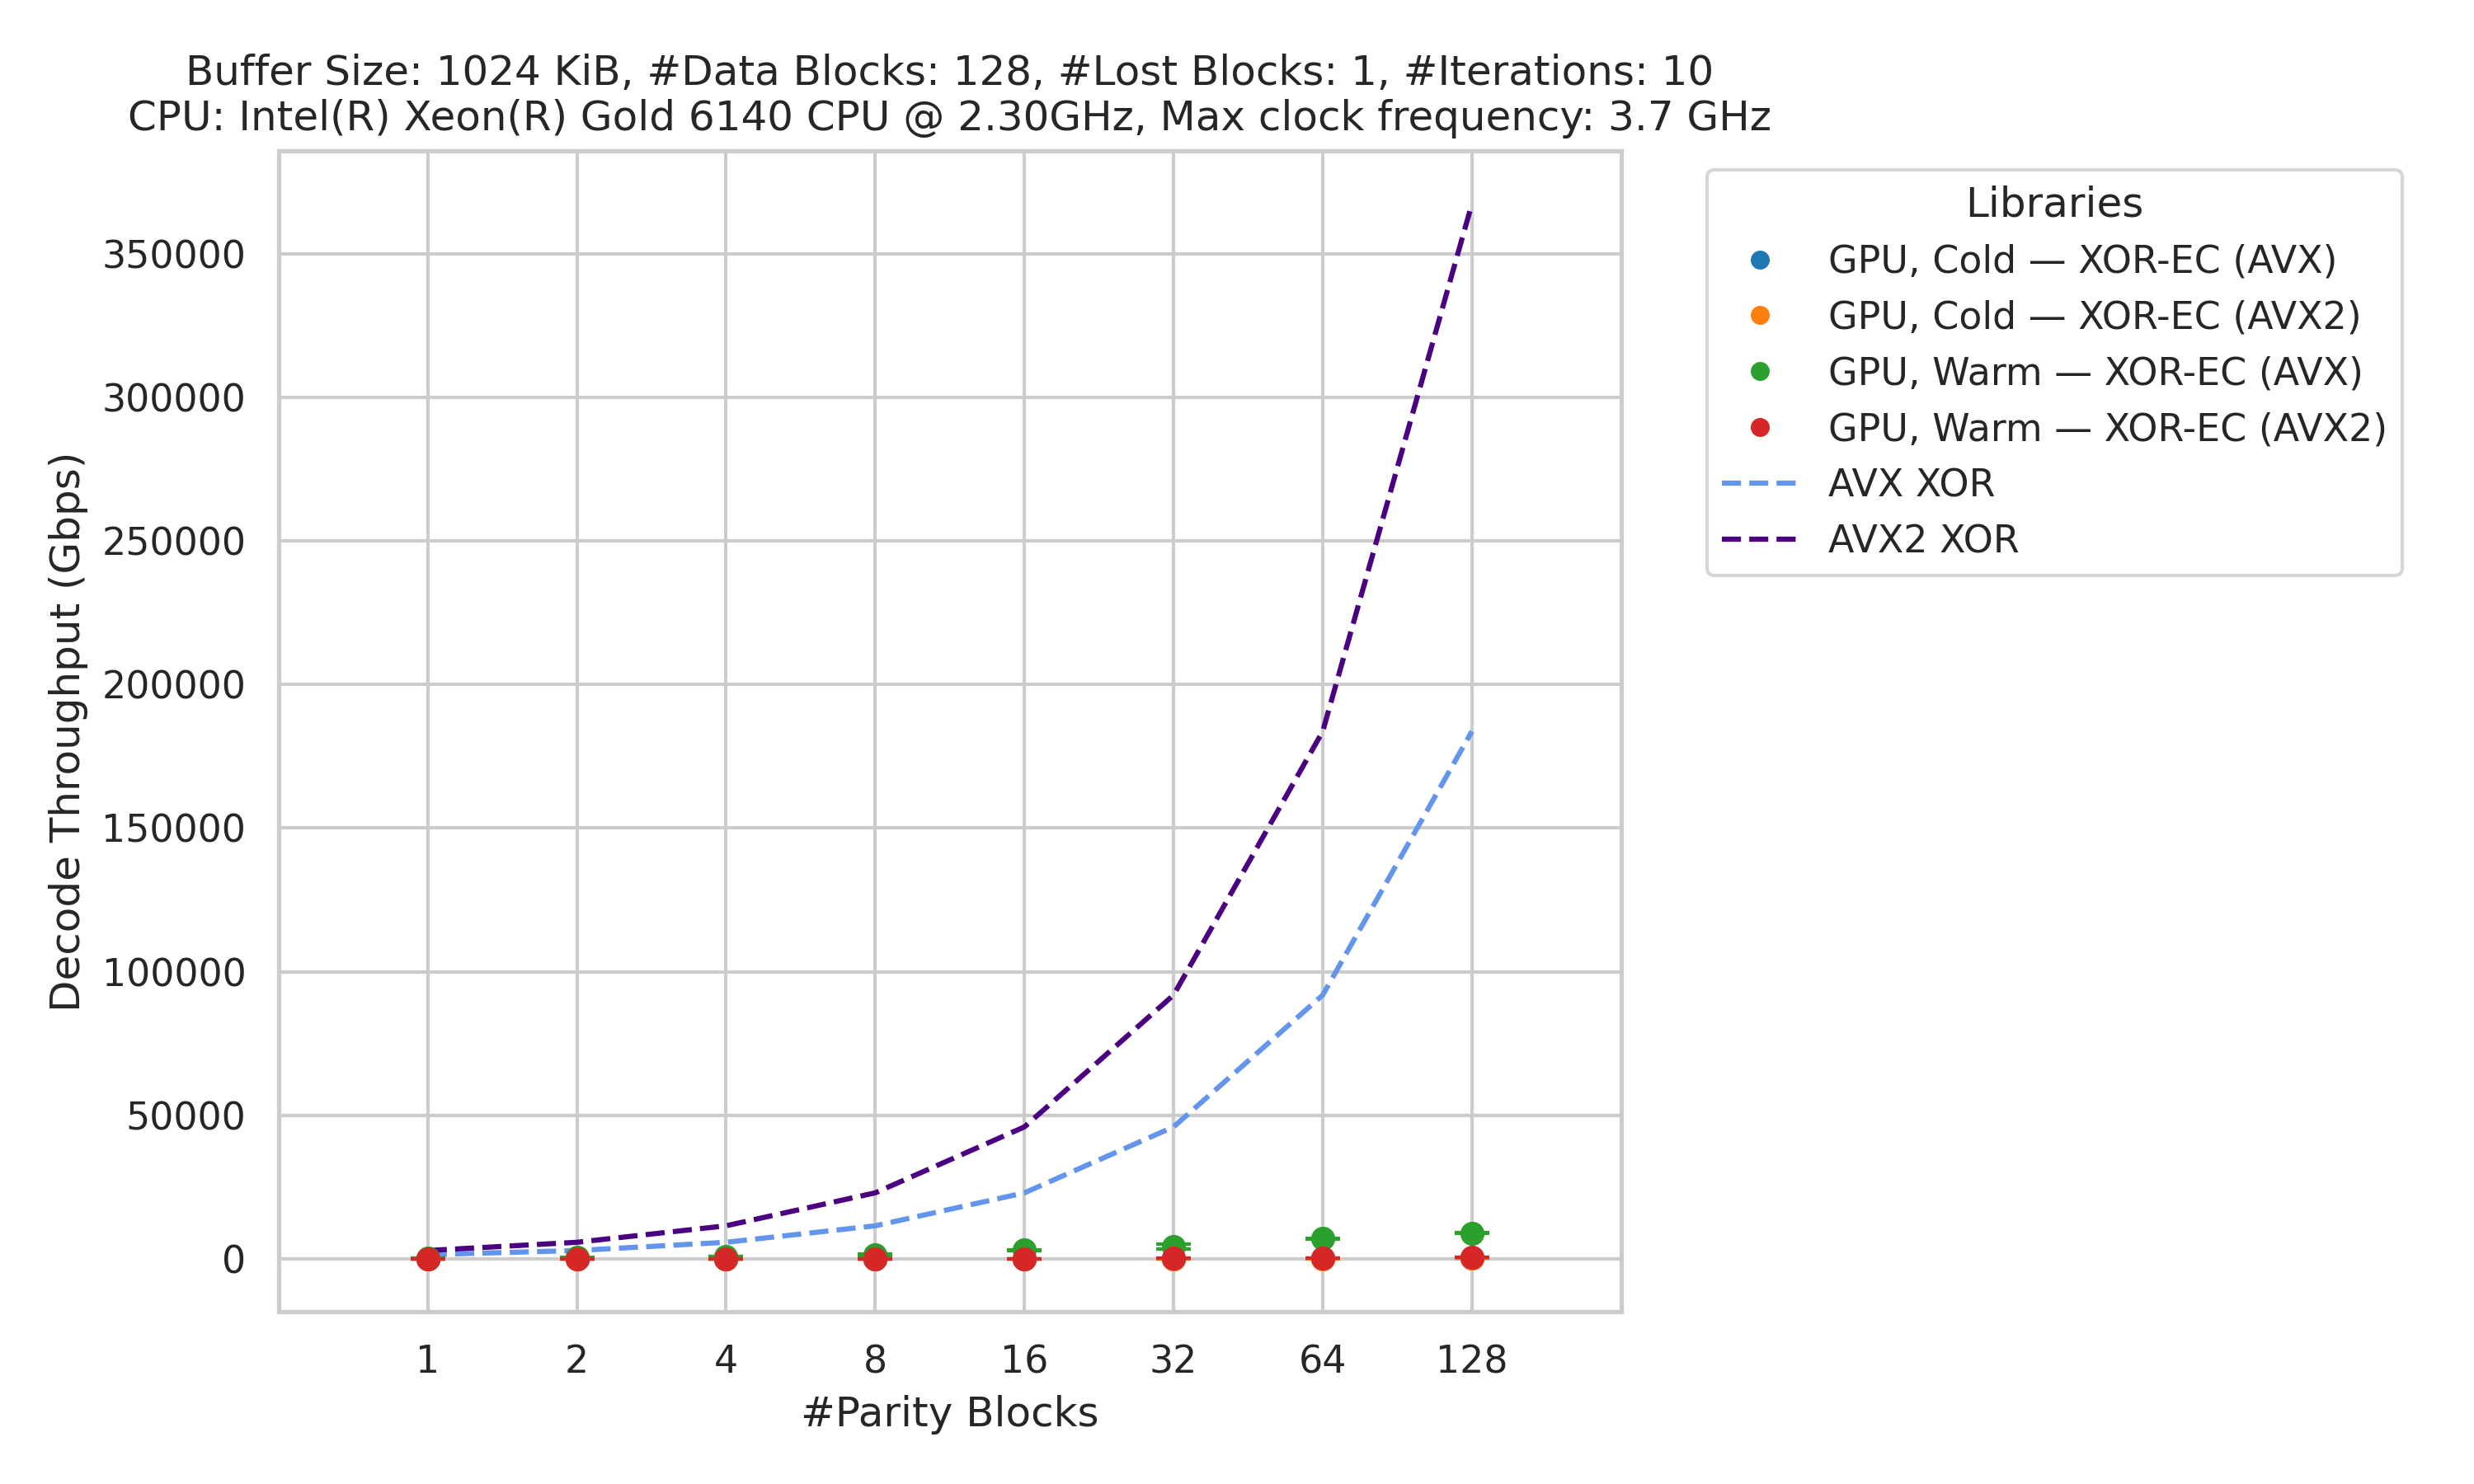 Buffer Size: 1024 KiB, #Data Blocks: 128, #Lost Blocks: 1, #Iterations: 10
CPU: Intel(R) Xeon(R) Gold 6140 CPU @ 2.30GHz, Max clock frequency: 3.7 GHz
Decode Throughput (Gbps)
350000
300000
250000
200000
150000
100000
50000
0
1 2 4 8 16 32 64 128
#Parity Blocks
Libraries
GPU, Cold — XOR-EC (AVX)
GPU, Cold — XOR-EC (AVX2)
GPU, Warm — XOR-EC (AVX)
GPU, Warm — XOR-EC (AVX2)
AVX XOR
AVX2 XOR